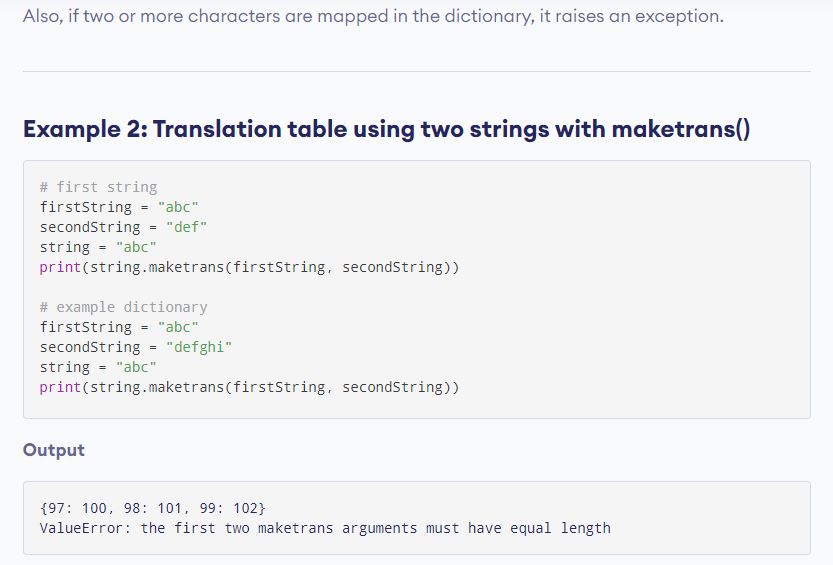 Also, if two or more characters are mapped in the dictionary, it raises an exception.
Example 2: Translation table using two strings with maketrans()
# first string
firstString = "abc"
secondString = "def"
string = "abc"
print(string.maketrans(firstString, secondString))
# example dictionary
firstString = "abc"
secondString = "defghi"
string = "abc"
print(string.maketrans(firstString, secondString))
Output
{97: 100, 98: 101, 99: 102}
ValueError: the first two maketrans arguments must have equal length